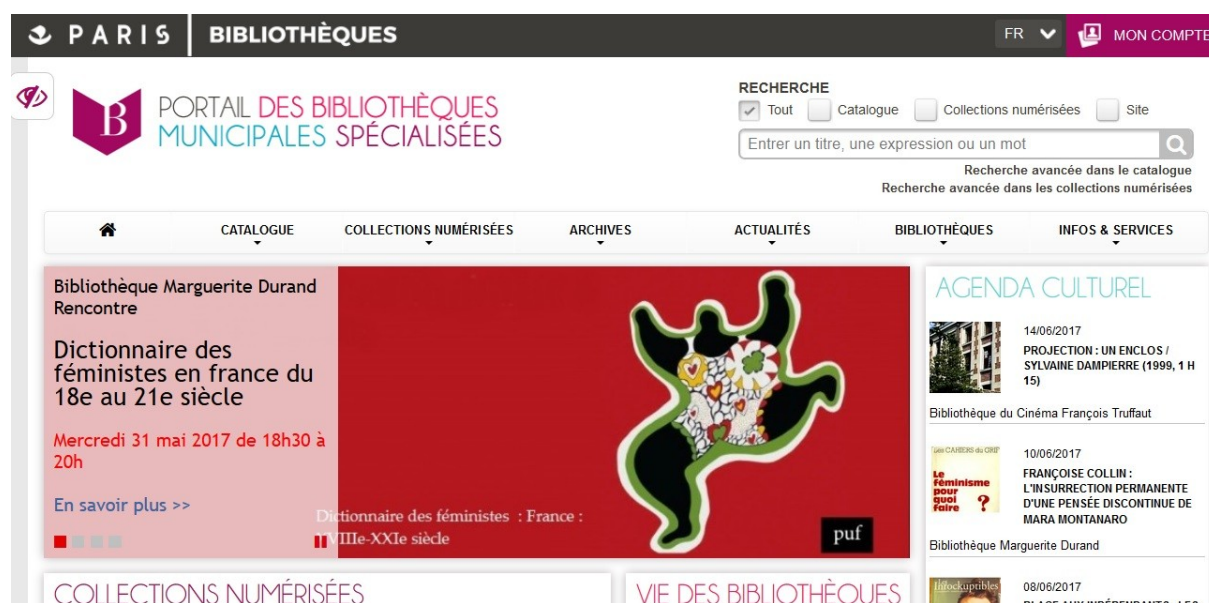 PARIS BIBLIOTHÈQUES
FR
MON COMPTE
B
PORTAIL DES BIBLIOTHÈQUES
MUNICIPALES SPÉCIALISÉES
RECHERCHE
Tout Catalogue Collections numérisées Site
Entrer un titre, une expression ou un mot
Recherche avancée dans le catalogue
Recherche avancée dans les collections numérisées
CATALOGUE COLLECTIONS NUMÉRISÉES ARCHIVES ACTUALITÉS BIBLIOTHÈQUES INFOS & SERVICES
Bibliothèque Marguerite Durand
Rencontre
Dictionnaire des
féministes en france du
18e au 21e siècle
Mercredi 31 mai 2017 de 18h30 à
20h
En savoir plus >>
Dictionnaire des féministes : France :
XVIIIe-XXIe siècle
puf
AGENDA CULTUREL
14/06/2017
PROJECTION : UN ENCLOS /
SYLVAINE DAMPIERRE (1999, 1 H
15)
Bibliothèque du Cinéma François Truffaut
Les CAHIERS du GRIF
Le
féminisme
pour
quoi
faire ?
10/06/2017
FRANÇOISE COLLIN :
L'INSURRECTION PERMANENTE
D'UNE PENSÉE DISCONTINUE DE
MARA MONTANARO
Bibliothèque Marguerite Durand
Inrockuptibles
08/06/2017
COLLECTIONS NUMÉRISÉES
VIE DES BIBLIOTHÈQUES